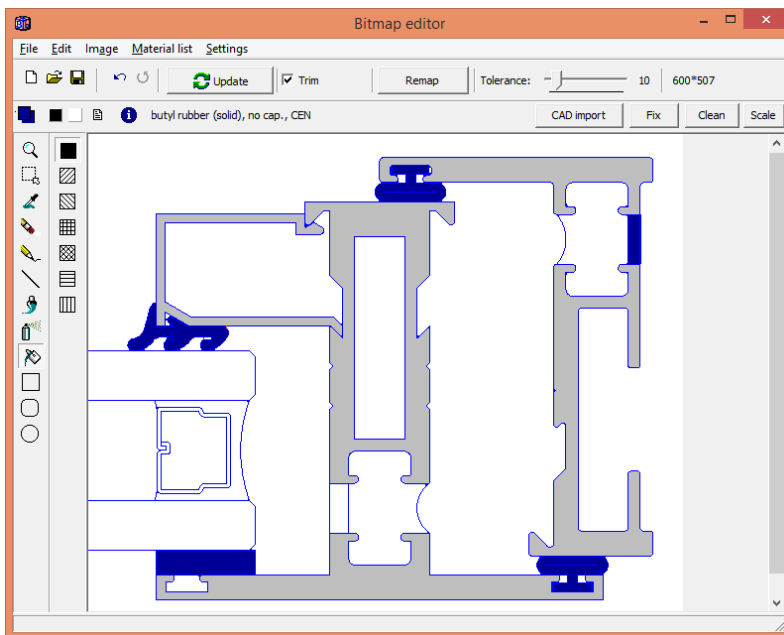 Bitmap editor
File Edit Image Material list Settings
Update Trim Remap Tolerance: 10 600*507
butyl rubber (solid), no cap., CEN CAD import Fix Clean Scale